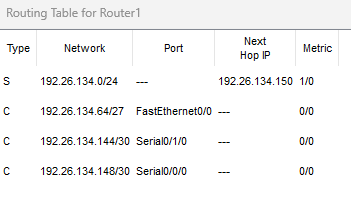 Routing Table for Router1
Type Network Port Next Hop IP Metric
S 192.26.134.0/24 --- 192.26.134.150 1/0
C 192.26.134.64/27 FastEthernet0/0 --- 0/0
C 192.26.134.144/30 Serial0/1/0 --- 0/0
C 192.26.134.148/30 Serial0/0/0 --- 0/0